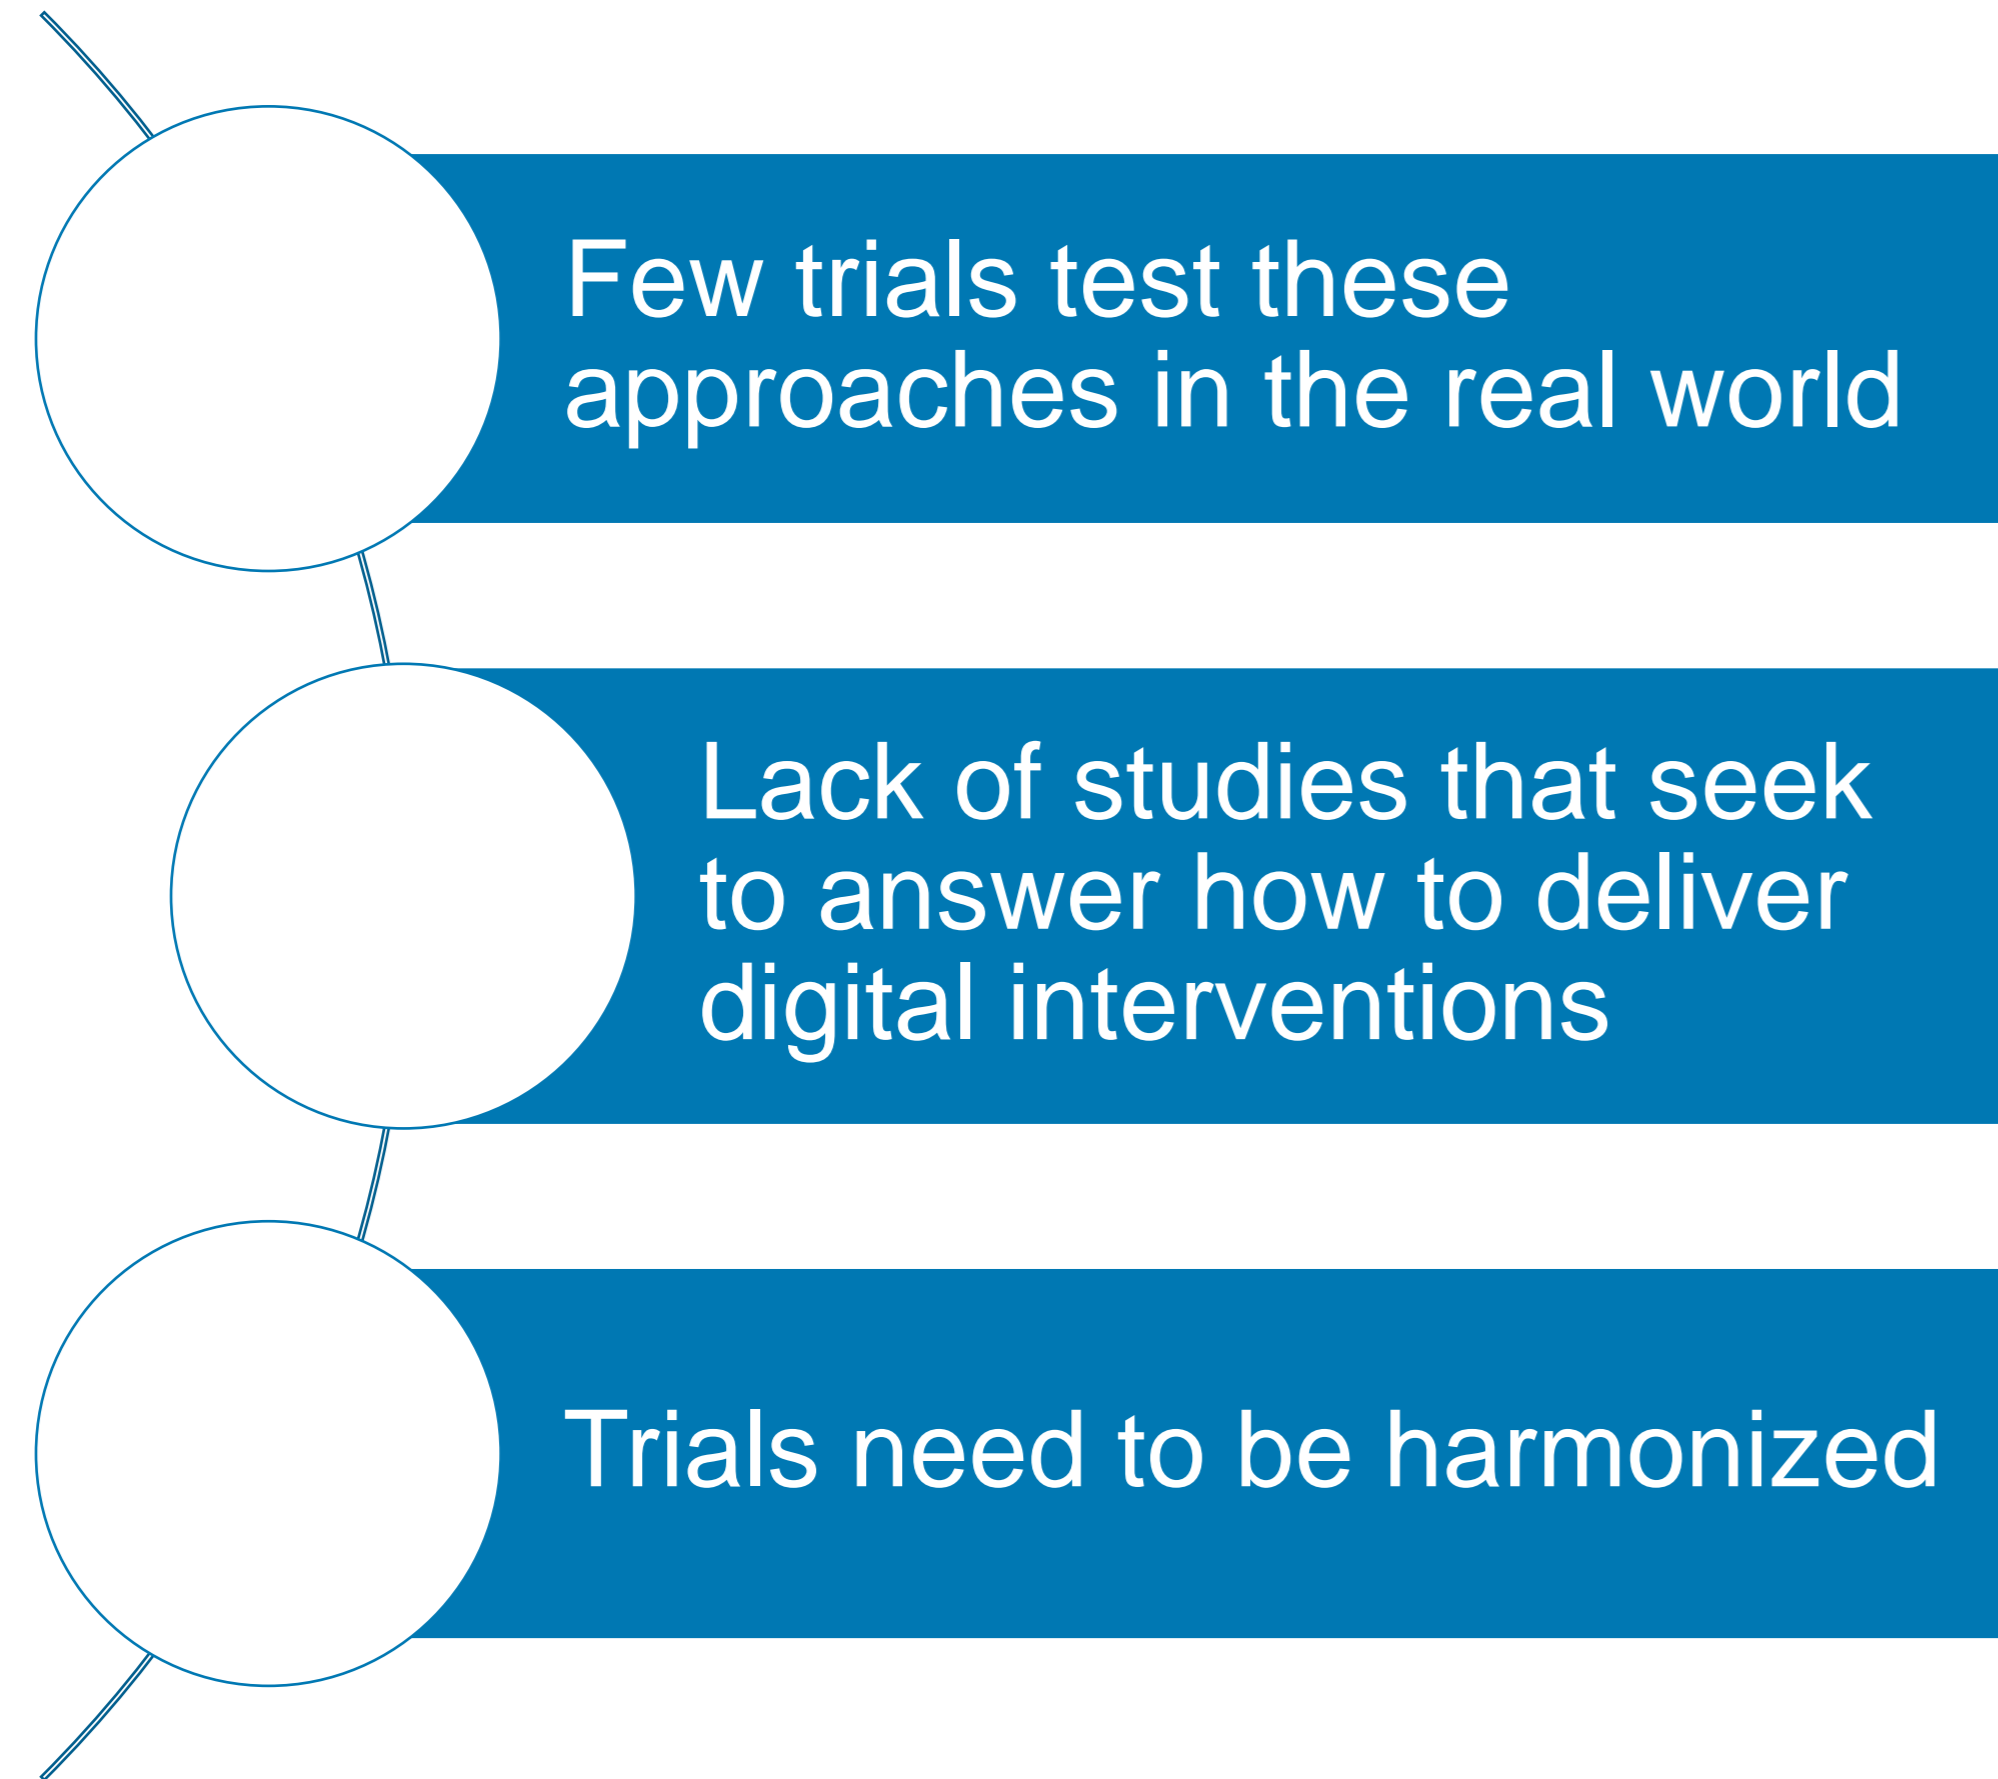 Few trials test these
approaches in the real world
Lack of studies that seek
to answer how to deliver
digital interventions
Trials need to be harmonized